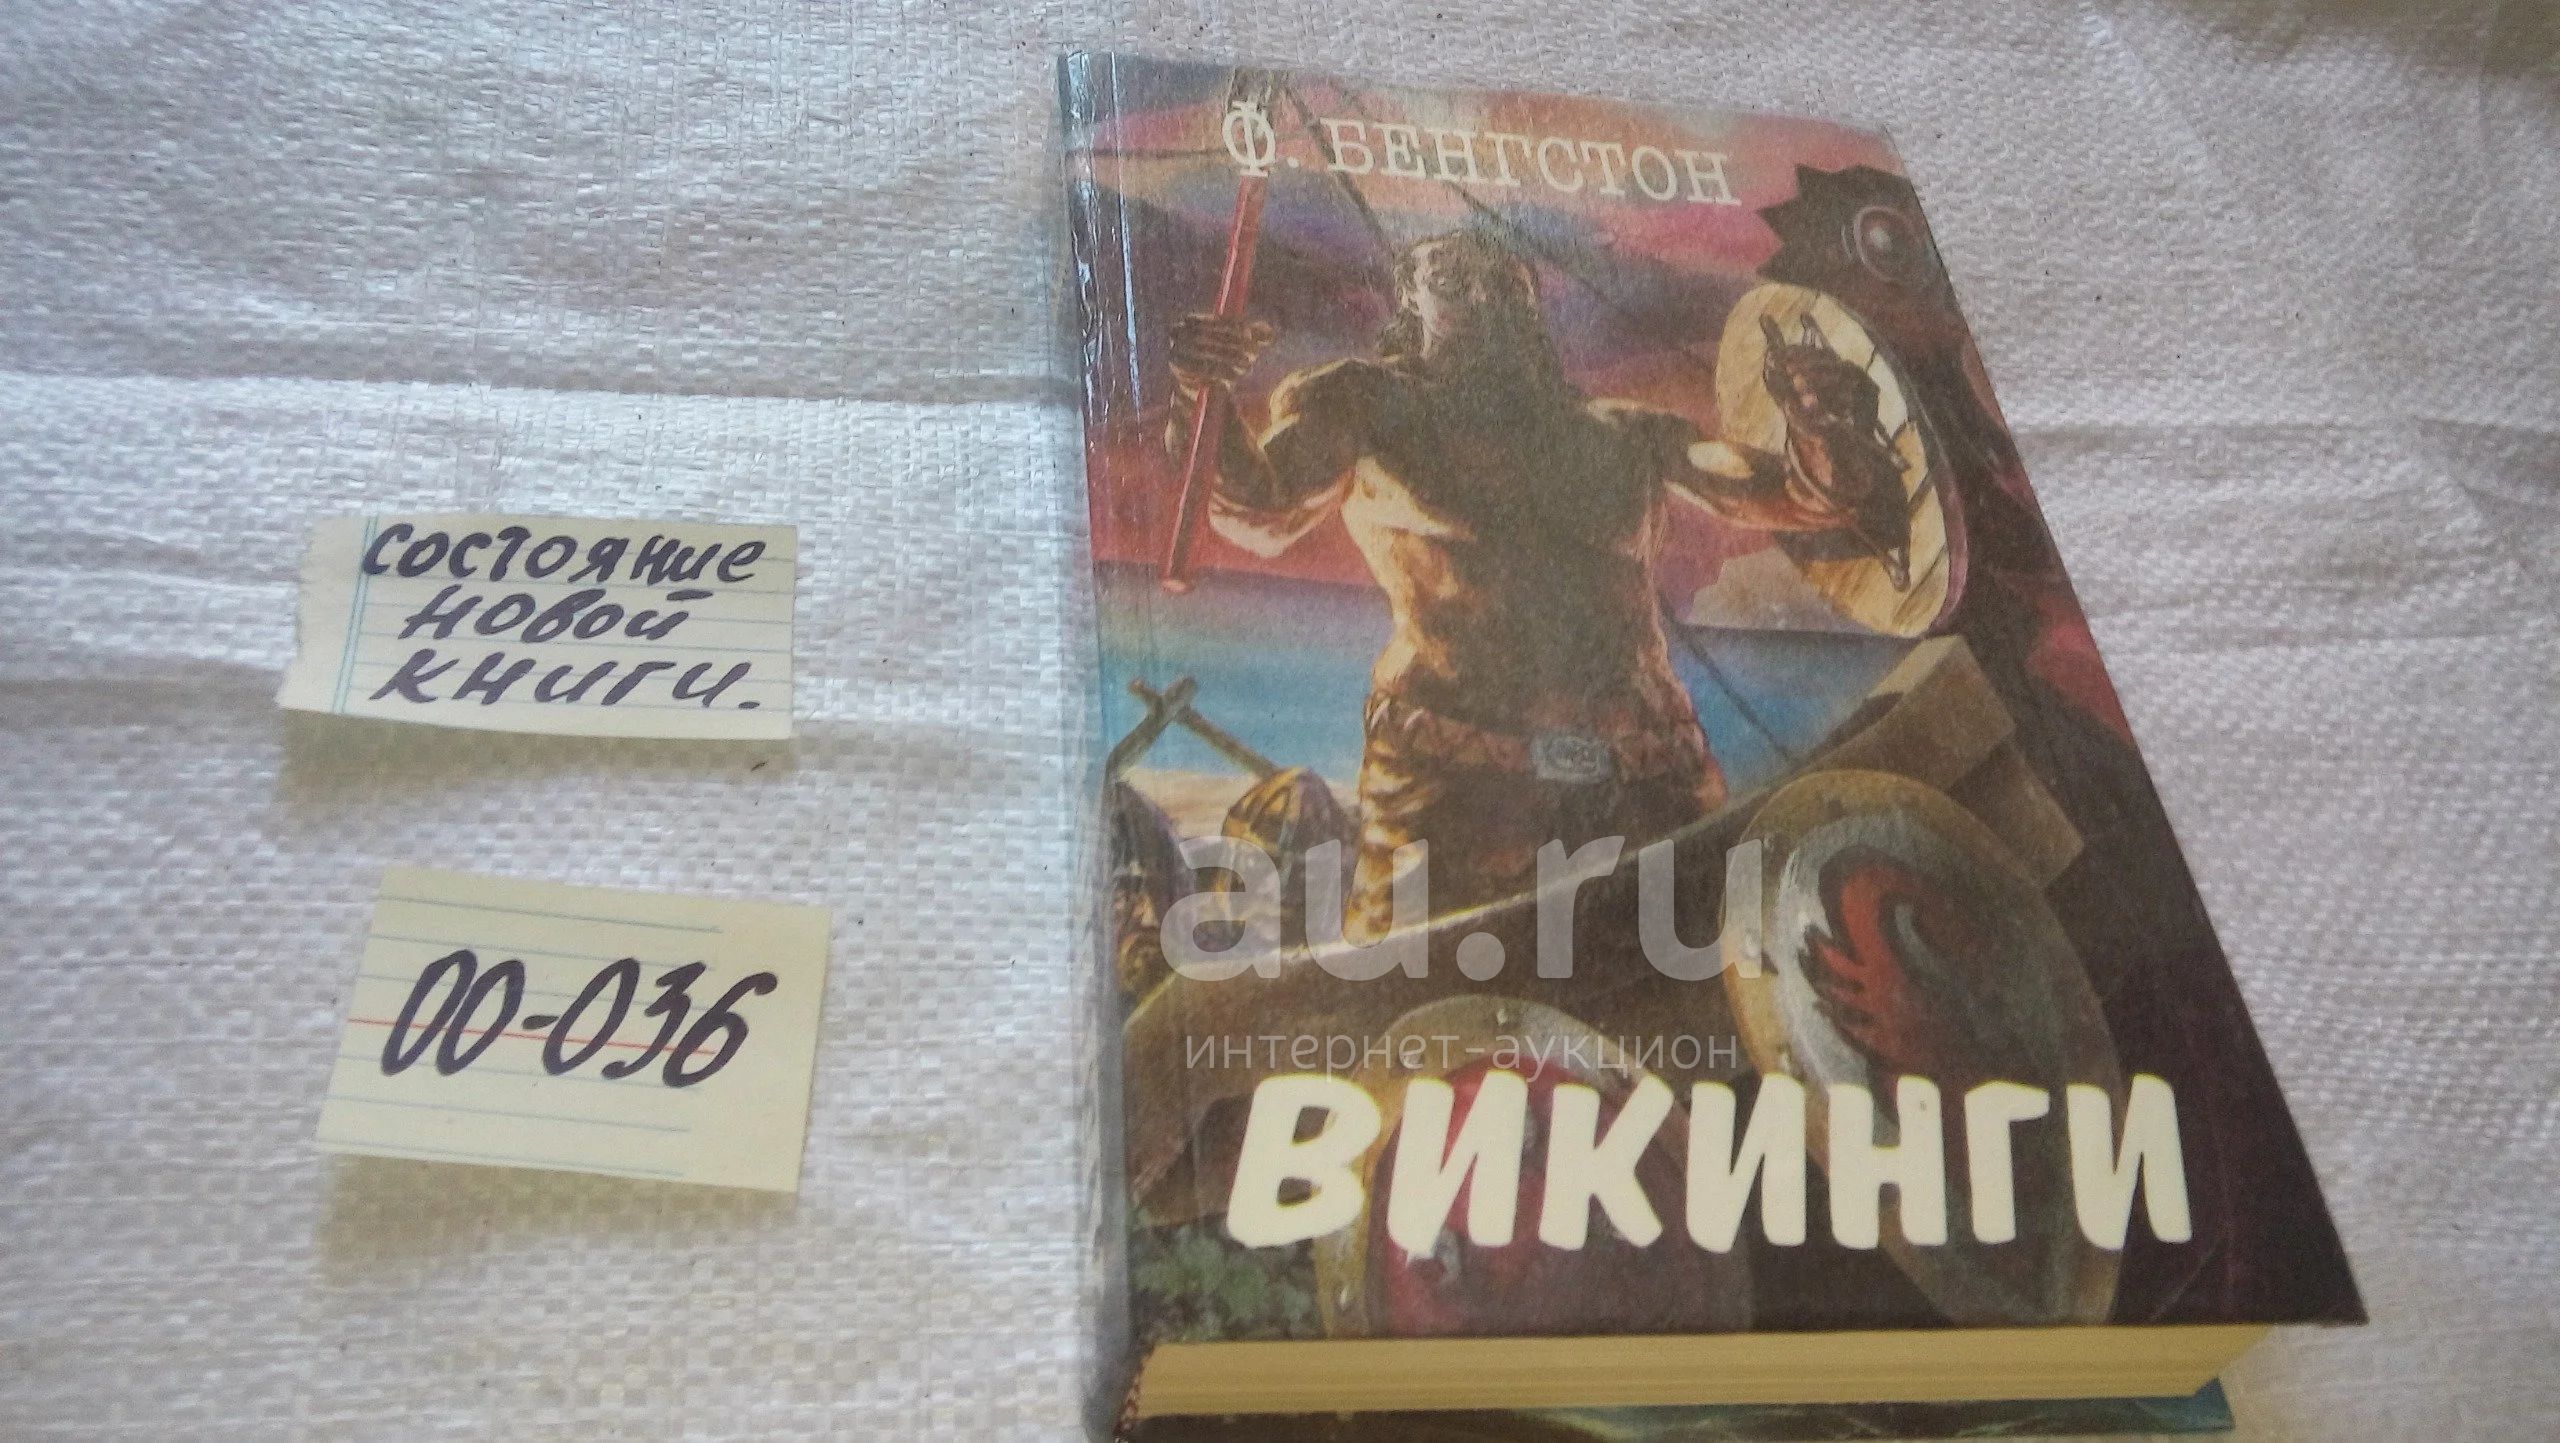 Ф. БЕНГСТОН
состояние
новой
книги.
00-036
au.ru
интернет-аукцион
ВИКИНГИ